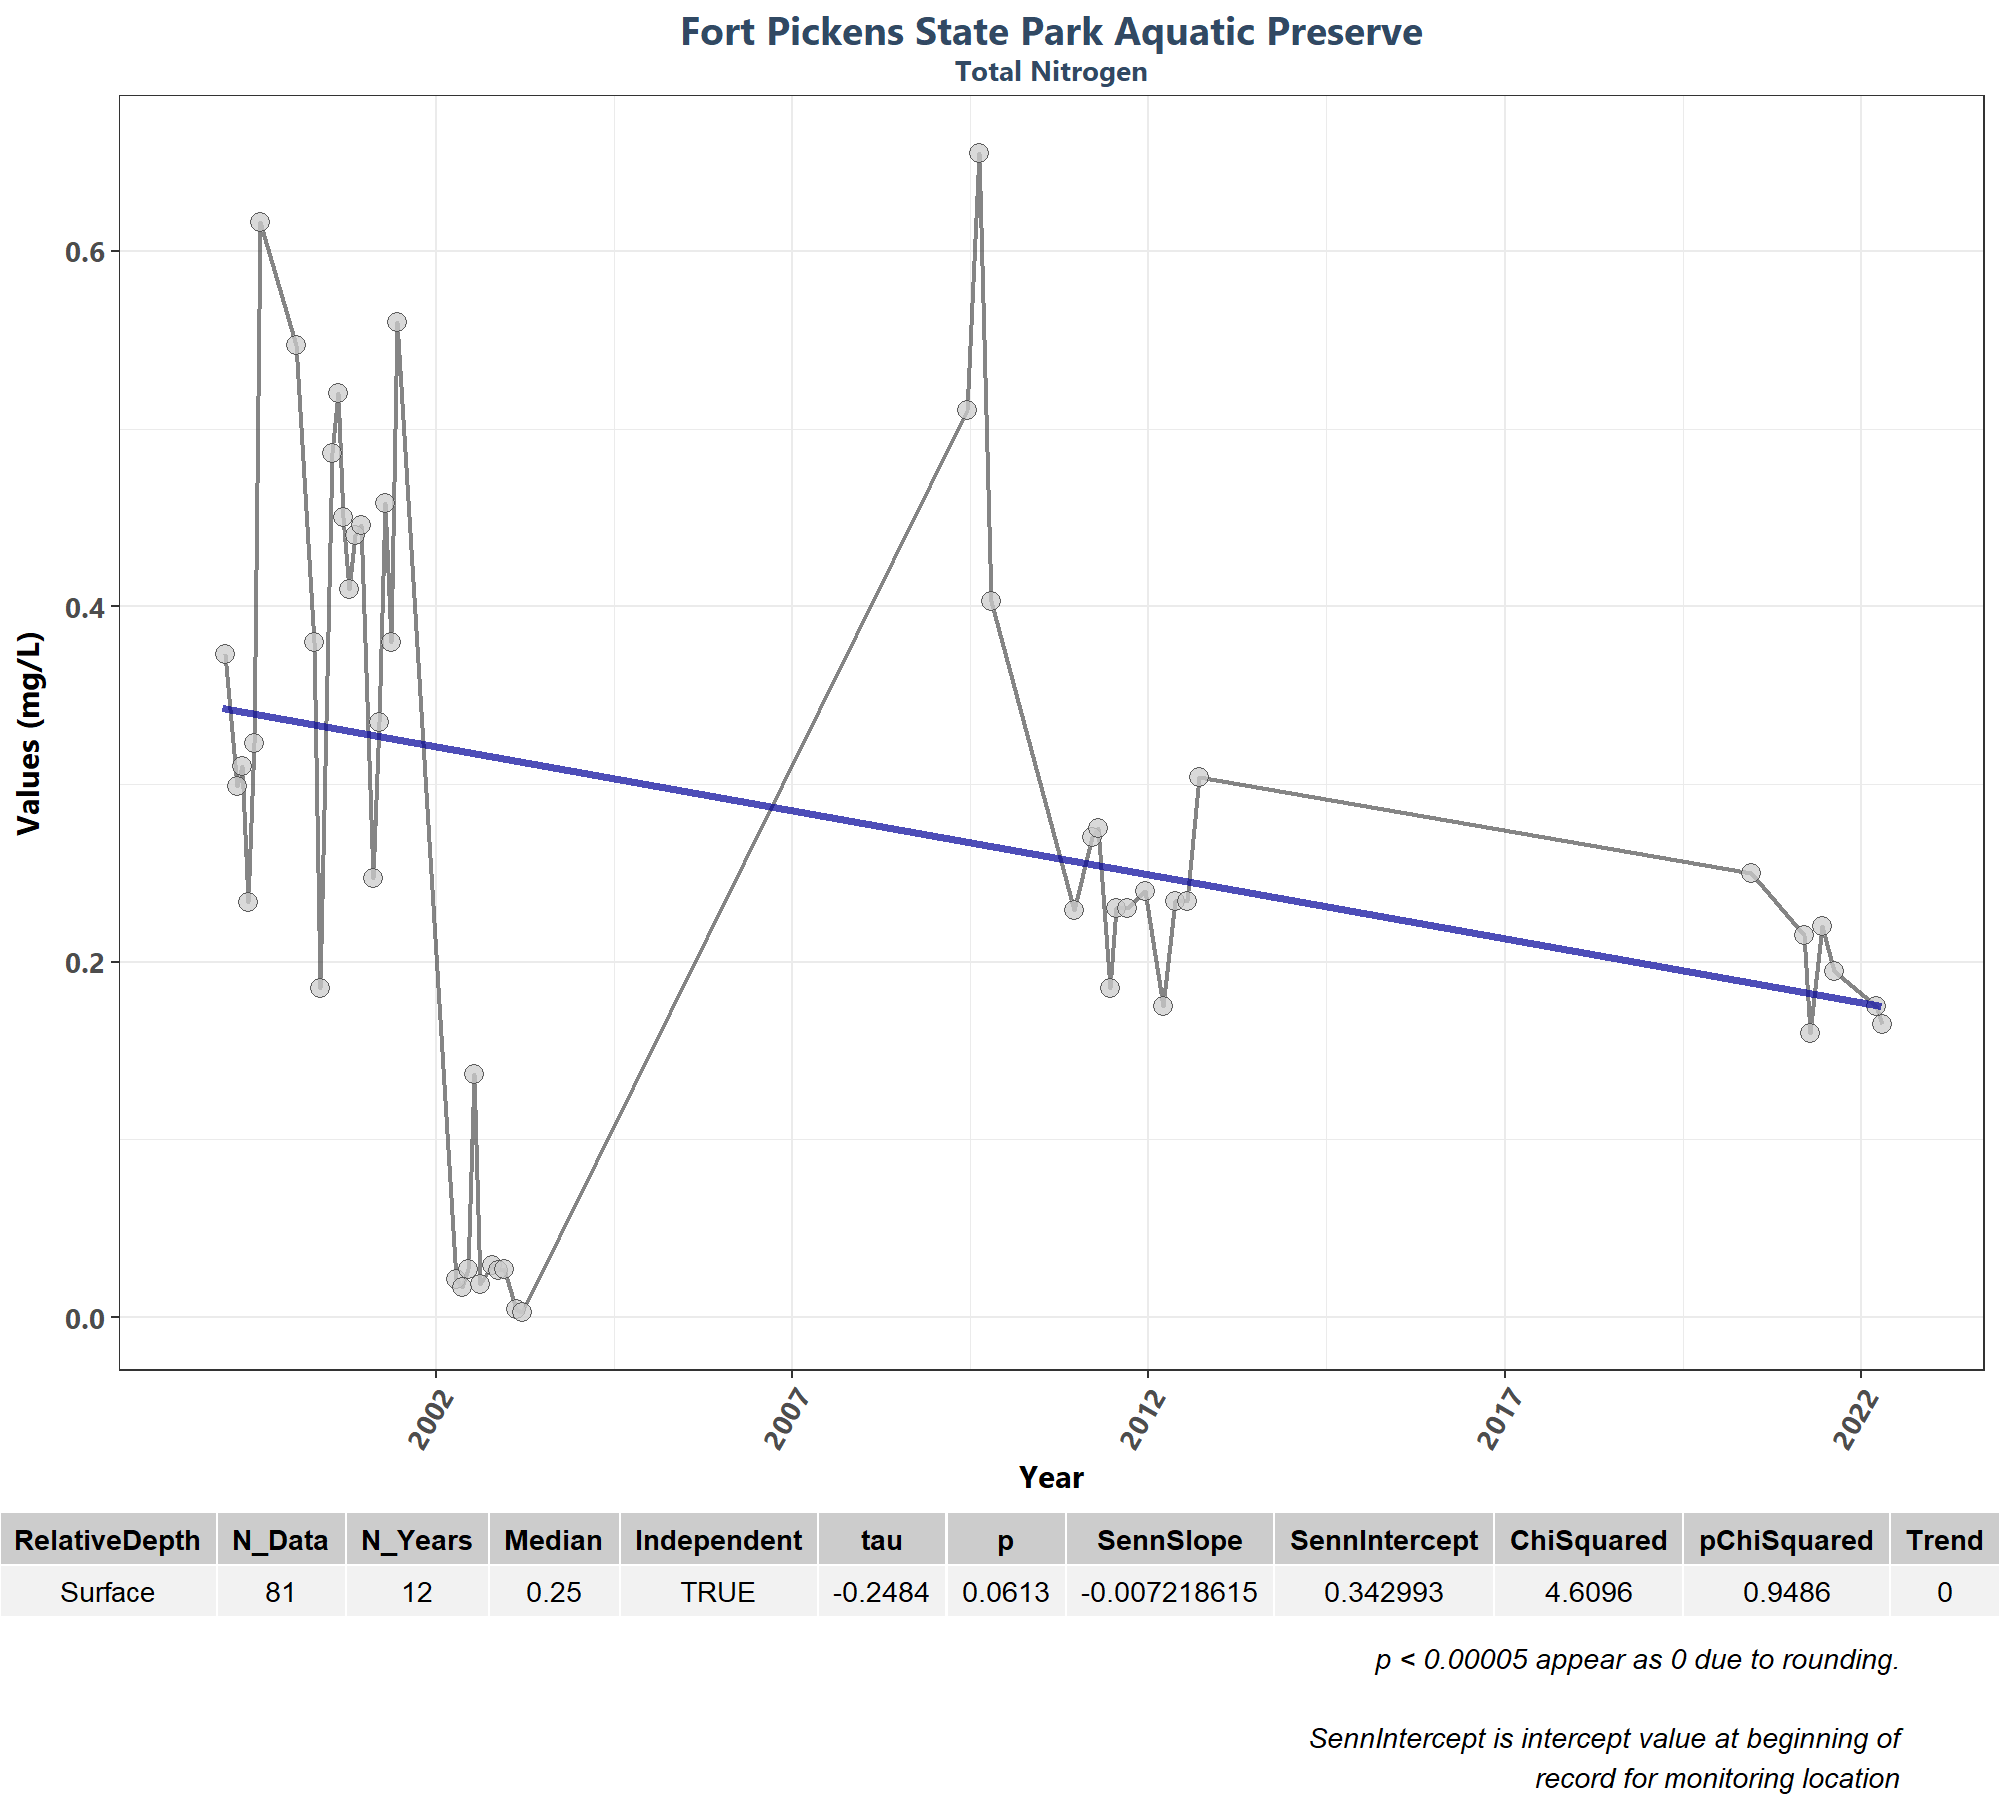 Fort Pickens State Park Aquatic Preserve
Total Nitrogen
Values (mg/L)
0.6
0.4
0.2
0.0
2002 2007 2012 2017 2022
Year
RelativeDepth N_Data N_Years Median Independent tau p SennSlope SennIntercept ChiSquared pChiSquared Trend
Surface 81 12 0.25 TRUE -0.2484 0.0613 -0.007218615 0.342993 4.6096 0.9486 0
p < 0.00005 appear as 0 due to rounding.
SennIntercept is intercept value at beginning of
record for monitoring location